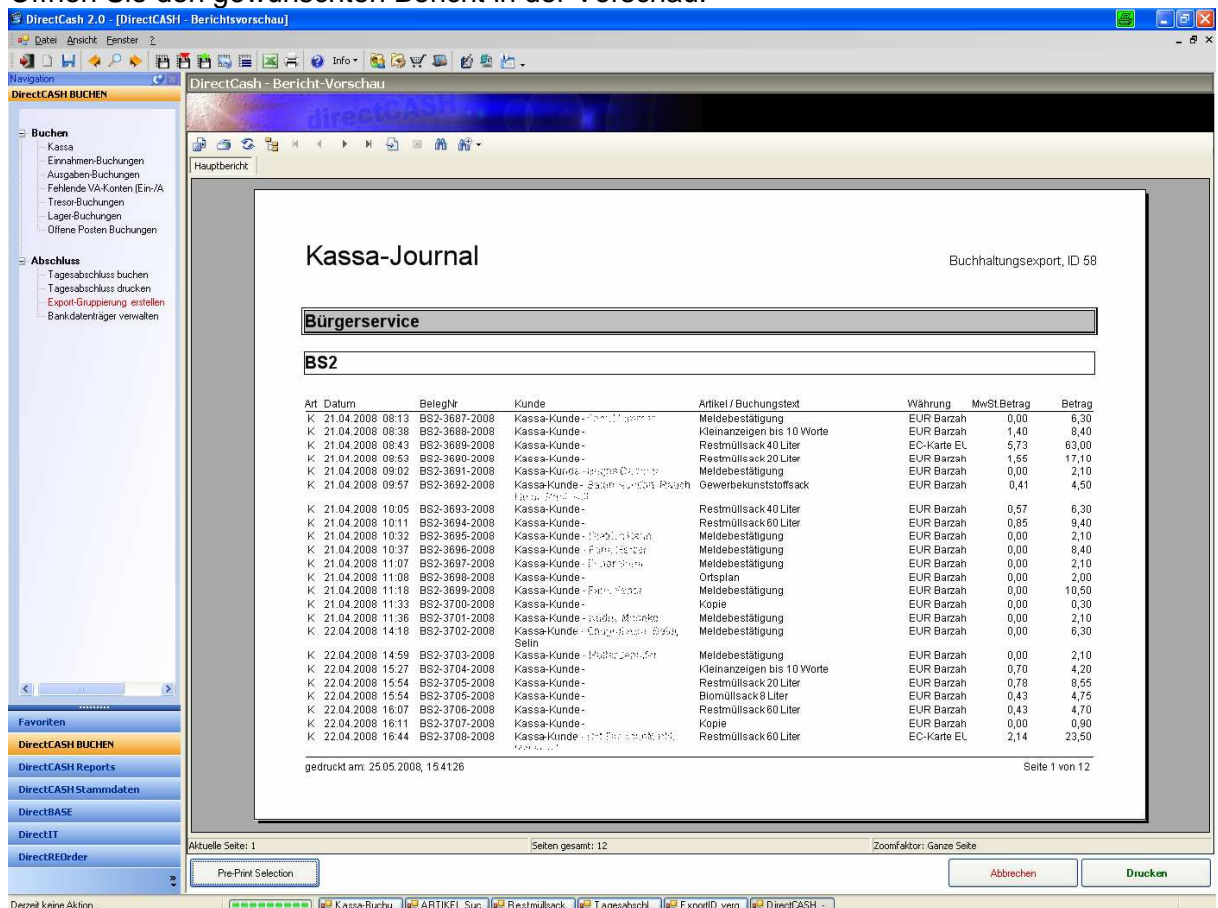 Öffnen Sie den gewünschten Bericht in der Vorschau.
DirectCash 2.0 - [DirectCASH - Berichtsvorschau]
Datei Ansicht Fenster ?
Info
Navigation
DirectCASH BUCHEN
Buchen
Kassa
Einnahmen-Buchungen
Ausgaben-Buchungen
Fehlende VA-Konten (Ein-/A
Tresor-Buchungen
Lager-Buchungen
Offene Posten Buchungen
Abschluss
Tagesabschluss buchen
Tagesabschluss drucken
Export-Gruppierung erstellen
Bankdatenträger verwalten
Favoriten
DirectCASH BUCHEN
DirectCASH Reports
DirectCASH Stammdaten
DirectBASE
DirectIT
DirectREOrder
DirectCash - Bericht-Vorschau
directCASH
Hauptbericht
Kassa-Journal
Buchhaltungsexport, ID 58
Bürgerservice
BS2
Art Datum BelegNr Kunde Artikel / Buchungstext Währung MwSt.Betrag Betrag
K 21.04.2008 08:13 BS2-3687-2008 Kassa-Kunde - Meldebestätigung EUR Barzah 0,00 6,30
K 21.04.2008 08:38 BS2-3688-2008 Kassa-Kunde - Kleinanzeigen bis 10 Worte EUR Barzah 1,40 8,40
K 21.04.2008 08:43 BS2-3689-2008 Kassa-Kunde - Restmüllsack 40 Liter EC-Karte EU 5,73 63,00
K 21.04.2008 08:53 BS2-3690-2008 Kassa-Kunde - Restmüllsack 20 Liter EUR Barzah 1,55 17,10
K 21.04.2008 09:02 BS2-3691-2008 Kassa-Kunde - Meldebestätigung EUR Barzah 0,00 2,10
K 21.04.2008 09:57 BS2-3692-2008 Kassa-Kunde - Gewerbekunststoffsack EUR Barzah 0,41 4,50
K 21.04.2008 10:05 BS2-3693-2008 Kassa-Kunde - Restmüllsack 40 Liter EUR Barzah 0,57 6,30
K 21.04.2008 10:11 BS2-3694-2008 Kassa-Kunde - Restmüllsack 60 Liter EUR Barzah 0,85 9,40
K 21.04.2008 10:32 BS2-3695-2008 Kassa-Kunde - Meldebestätigung EUR Barzah 0,00 2,10
K 21.04.2008 10:37 BS2-3696-2008 Kassa-Kunde - Meldebestätigung EUR Barzah 0,00 8,40
K 21.04.2008 11:07 BS2-3697-2008 Kassa-Kunde - Meldebestätigung EUR Barzah 0,00 2,10
K 21.04.2008 11:08 BS2-3698-2008 Kassa-Kunde - Ortsplan EUR Barzah 0,00 2,00
K 21.04.2008 11:18 BS2-3699-2008 Kassa-Kunde - Meldebestätigung EUR Barzah 0,00 10,50
K 21.04.2008 11:33 BS2-3700-2008 Kassa-Kunde - Kopie EUR Barzah 0,00 0,30
K 21.04.2008 11:36 BS2-3701-2008 Kassa-Kunde - Meldebestätigung EUR Barzah 0,00 2,10
K 22.04.2008 14:18 BS2-3702-2008 Kassa-Kunde - Meldebestätigung EUR Barzah 0,00 6,30
Selin
K 22.04.2008 14:59 BS2-3703-2008 Kassa-Kunde - Meldebestätigung EUR Barzah 0,00 2,10
K 22.04.2008 15:27 BS2-3704-2008 Kassa-Kunde - Kleinanzeigen bis 10 Worte EUR Barzah 0,70 4,20
K 22.04.2008 15:54 BS2-3705-2008 Kassa-Kunde - Restmüllsack 20 Liter EUR Barzah 0,78 8,55
K 22.04.2008 15:54 BS2-3705-2008 Kassa-Kunde - Biomüllsack 8 Liter EUR Barzah 0,43 4,75
K 22.04.2008 16:07 BS2-3706-2008 Kassa-Kunde - Restmüllsack 60 Liter EUR Barzah 0,43 4,70
K 22.04.2008 16:11 BS2-3707-2008 Kassa-Kunde - Kopie EUR Barzah 0,00 0,90
K 22.04.2008 16:44 BS2-3708-2008 Kassa-Kunde - Restmüllsack 60 Liter EC-Karte EU 2,14 23,50
gedruckt am: 25.05.2008, 15:41:26 Seite 1 von 12
Aktuelle Seite: 1 Seiten gesamt: 12 Zoomfaktor: Ganze Seite
Pre-Print Selection Abbrechen Drucken
Derzeit keine Aktion... Kassa-Buchu ARTIKEL Suc Restmüllsack Tagesabschl ExportID verg DirectCASH -